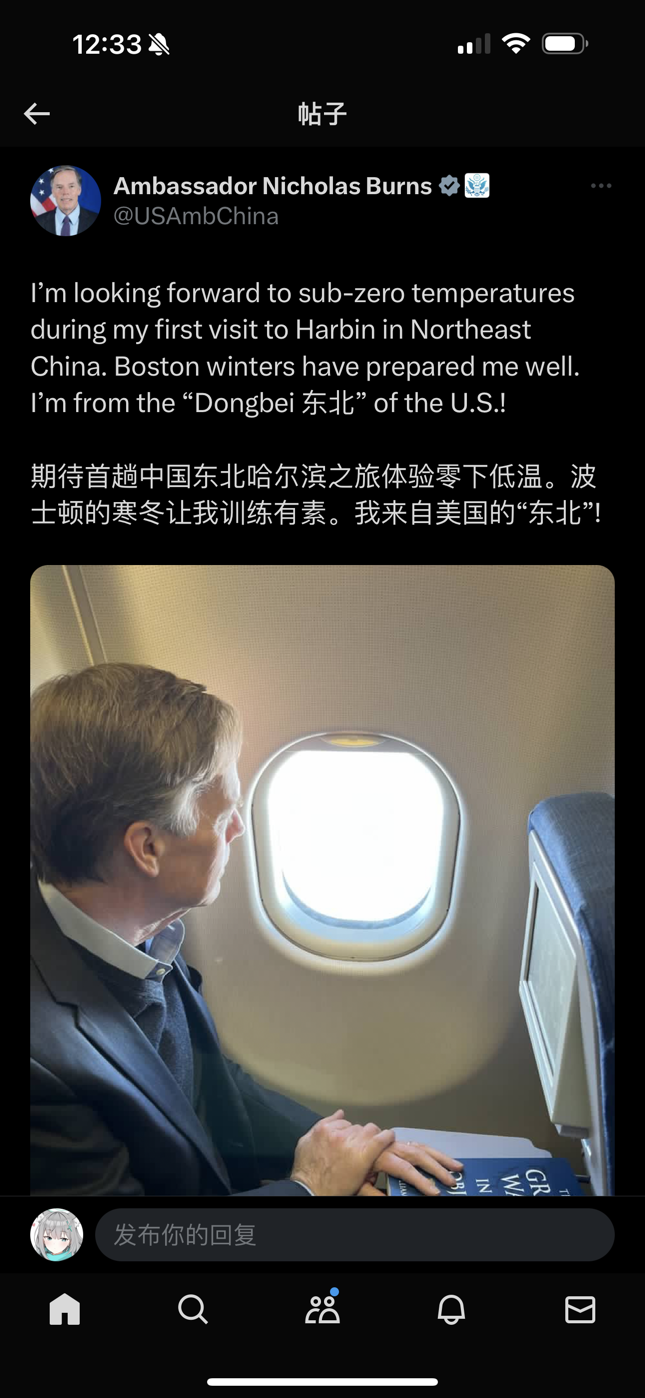 12:33
帖子
Ambassador Nicholas Burns
@USAmbChina
I’m looking forward to sub-zero temperatures
during my first visit to Harbin in Northeast
China. Boston winters have prepared me well.
I’m from the “Dongbei 东北” of the U.S.!
期待首趟中国东北哈尔滨之旅体验零下低温。波
士顿的寒冬让我训练有素。我来自美国的“东北”!
GR
WA
IN
发布你的回复